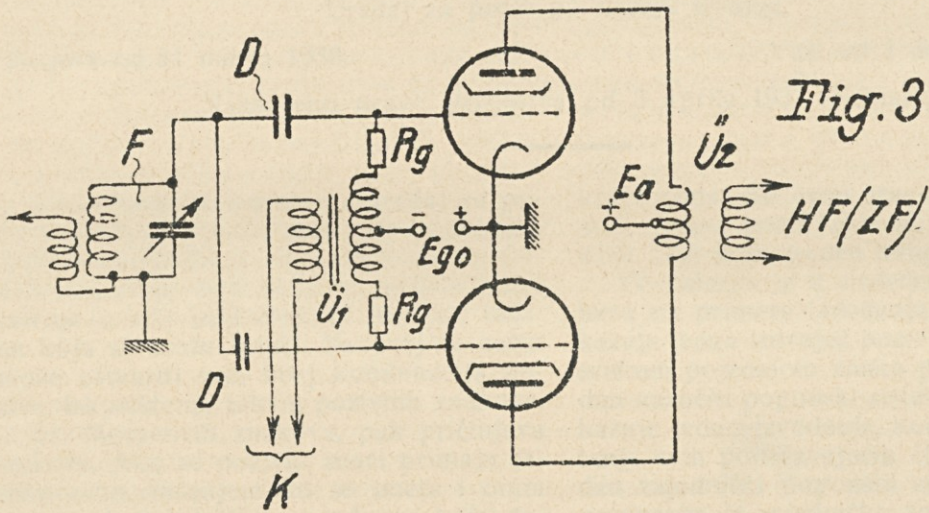 D
Fig. 3
F
Rg
Ü2
Ea
+
- +
HF(ZF)
Ego
Ü1
Rg
D
K